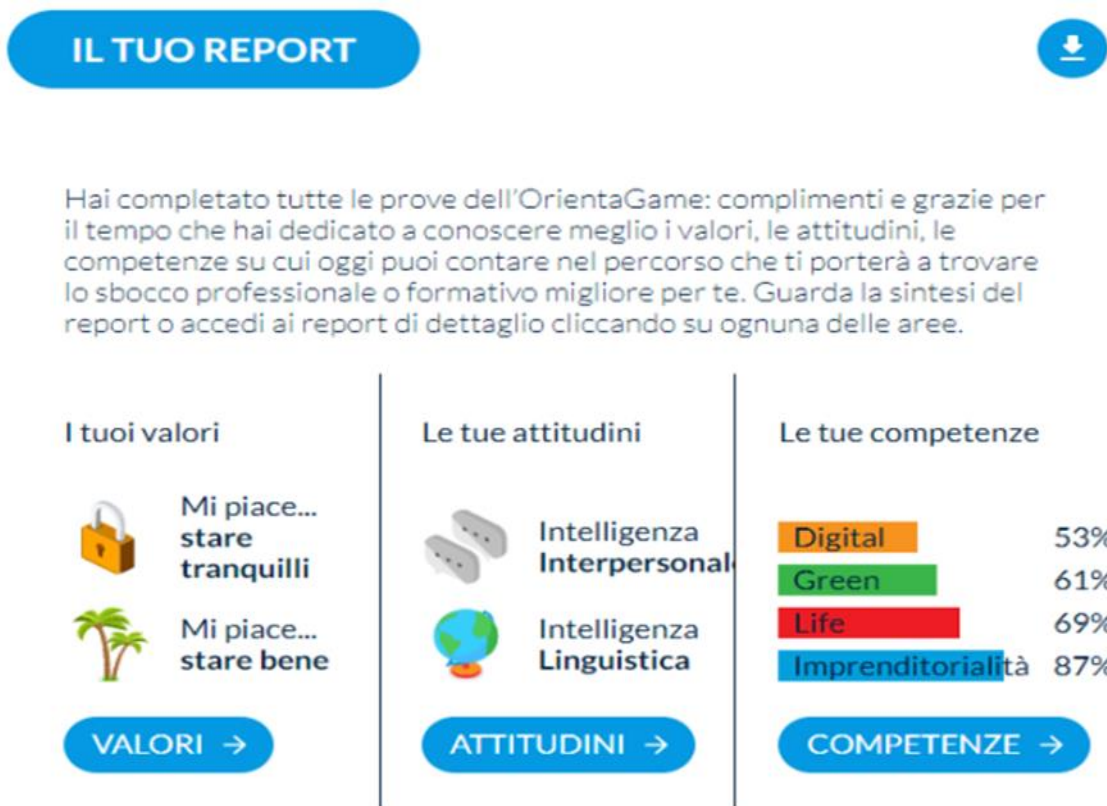 IL TUO REPORT
Hai completato tutte le prove dell'OrientaGame: complimenti e grazie per
il tempo che hai dedicato a conoscere meglio i valori, le attitudini, le
competenze su cui oggi puoi contare nel percorso che ti porterà a trovare
lo sbocco professionale o formativo migliore per te. Guarda la sintesi del
report o accedi ai report di dettaglio cliccando su ognuna delle aree.
I tuoi valori
Mi piace...
stare
tranquilli
Mi piace...
stare bene
VALORI →
Le tue attitudini
Intelligenza
Interpersonale
Intelligenza
Linguistica
ATTITUDINI →
Le tue competenze
Digital 53%
Green 61%
Life 69%
Imprenditorialità 87%
COMPETENZE →